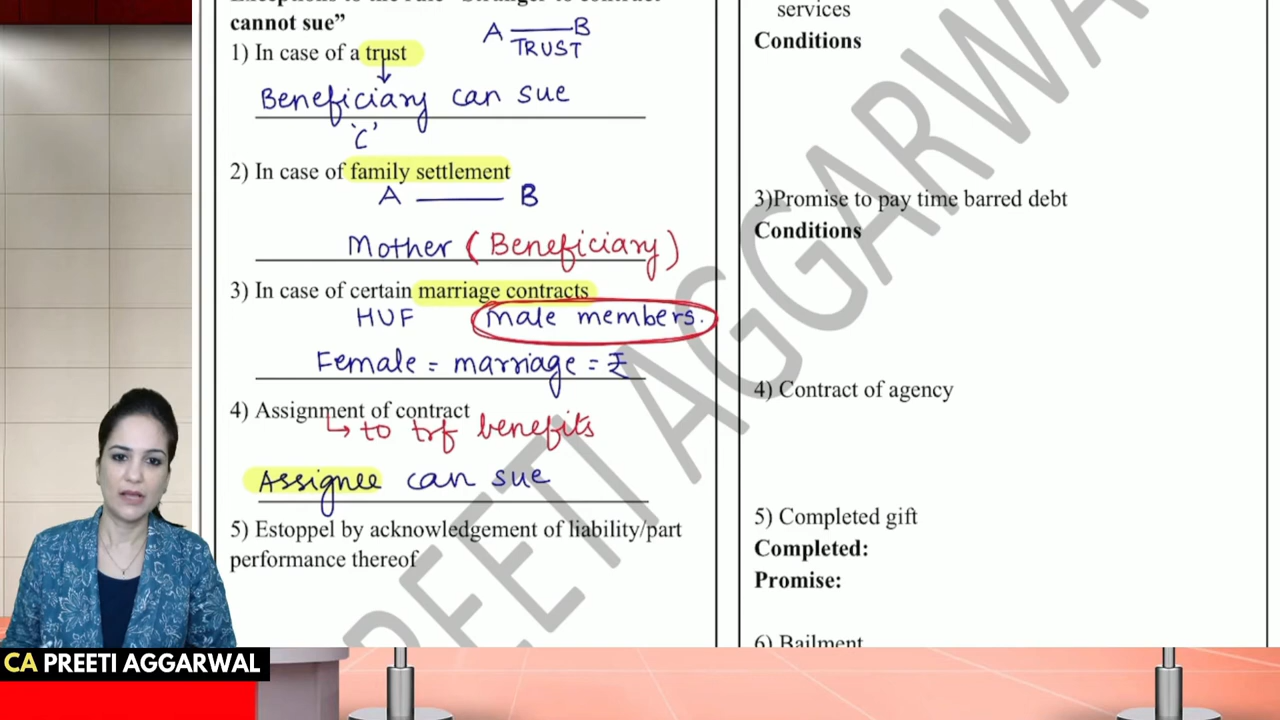 cannot sue”
A —— B
TRUST
1) In case of a trust
Beneficiary can sue
'C'
2) In case of family settlement
A —— B
Mother (Beneficiary)
3) In case of certain marriage contracts
HUF male members.
Female = marriage = ₹
4) Assignment of contract
↳ to trf benefits
Assignee can sue
5) Estoppel by acknowledgement of liability/part
performance thereof
services
Conditions
3)Promise to pay time barred debt
Conditions
4) Contract of agency
5) Completed gift
Completed:
Promise:
6) Bailment
PREETI AGGARWAL
CA PREETI AGGARWAL